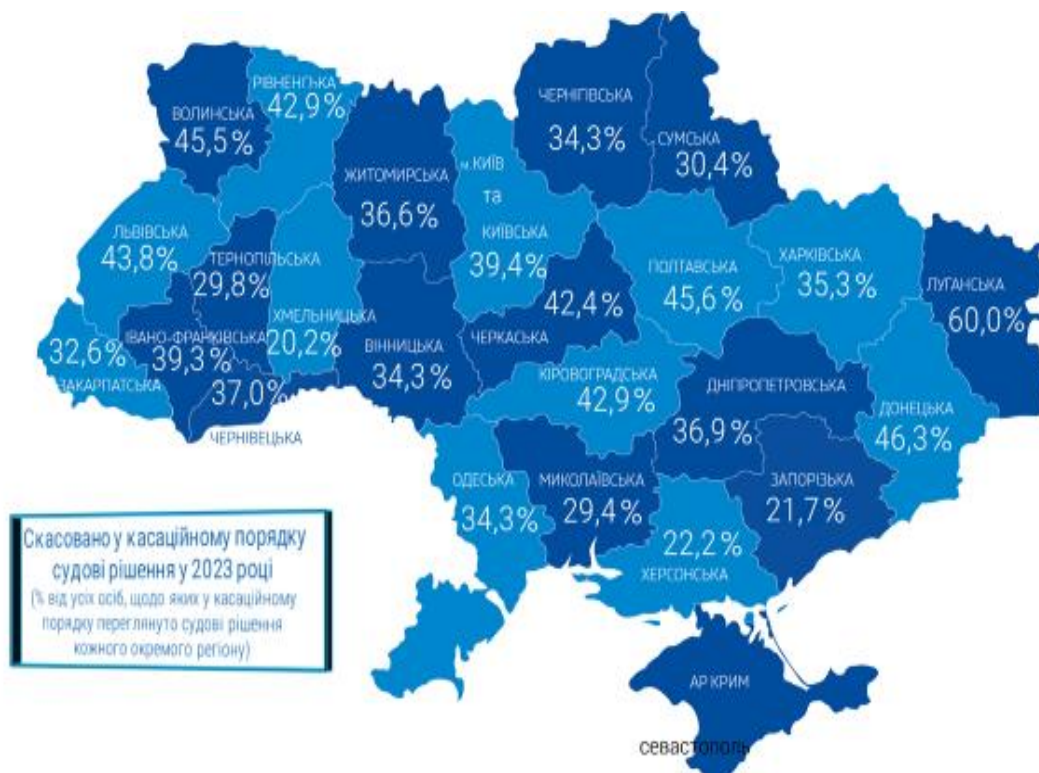 РІВНЕНСЬКА
42,9%
ВОЛИНСЬКА
45,5%
ЖИТОМИРСЬКА
36,6%
м.КИЇВ
та
КИЇВСЬКА
39,4%
ЧЕРНІГІВСЬКА
34,3%
СУМСЬКА
30,4%
ЛЬВІВСЬКА
43,8%
ТЕРНОПІЛЬСЬКА
29,8%
ХМЕЛЬНИЦЬКА
20,2%
ІВАНО-ФРАНКІВСЬКА
39,3%
32,6%
ЗАКАРПАТСЬКА
37,0%
ЧЕРНІВЕЦЬКА
ВІННИЦЬКА
34,3%
42,4%
ЧЕРКАСЬКА
ПОЛТАВСЬКА
45,6%
ХАРКІВСЬКА
35,3%
ЛУГАНСЬКА
60,0%
КІРОВОГРАДСЬКА
42,9%
ДНІПРОПЕТРОВСЬКА
36,9%
ДОНЕЦЬКА
46,3%
ОДЕСЬКА
34,3%
МИКОЛАЇВСЬКА
29,4%
ЗАПОРІЗЬКА
21,7%
22,2%
ХЕРСОНСЬКА
АР КРИМ
СЕВАСТОПОЛЬ
Скасовано у касаційному порядку
судові рішення у 2023 році
(% від усіх осіб, щодо яких у касаційному
порядку переглянуто судові рішення
кожного окремого регіону)